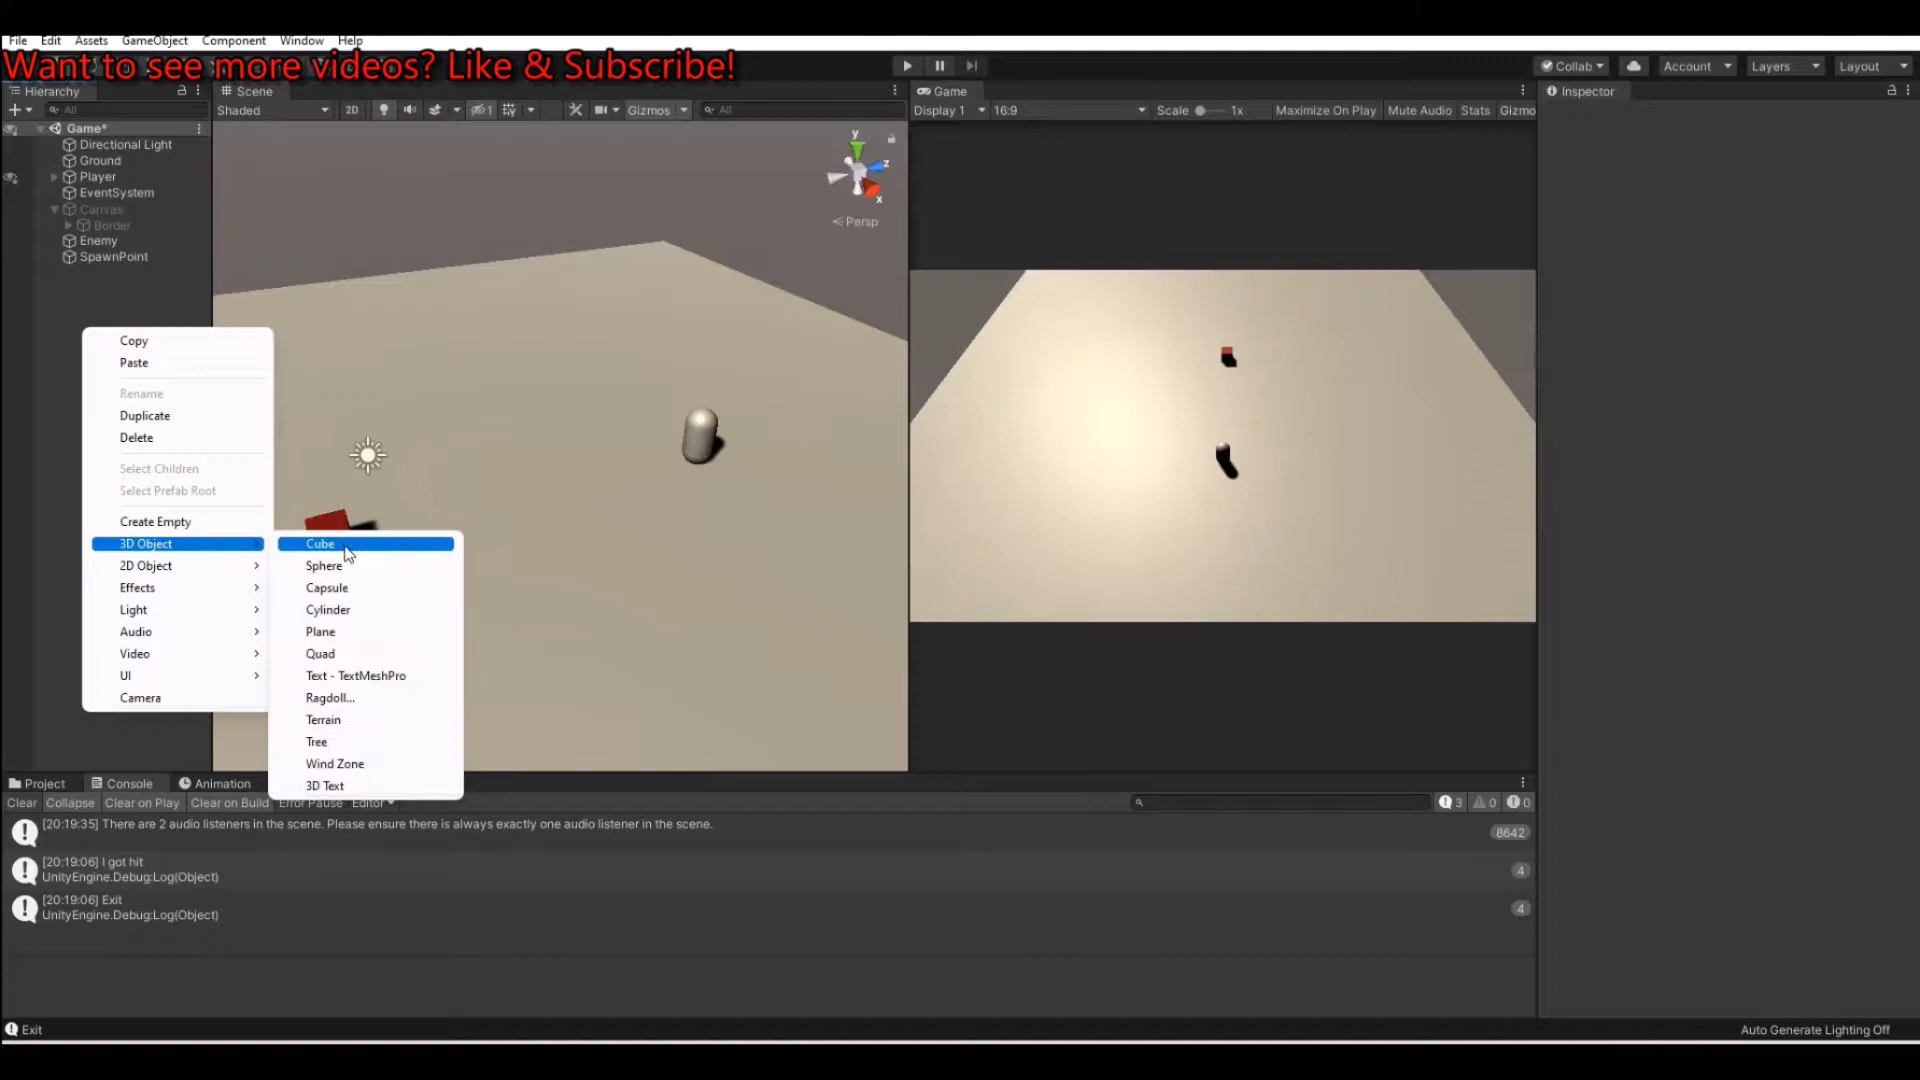 File Edit Assets GameObject Component Window Help
Want to see more videos? Like & Subscribe!
Collab Account Layers Layout
Hierarchy Scene Game Inspector
All Shaded 2D 1 Gizmos All Display 1 16:9 Scale 1x Maximize On Play Mute Audio Stats Gizmo
Game*
Directional Light
Ground
Player
EventSystem
Canvas
Border
Enemy
SpawnPoint
y
z
x
Persp
Copy
Paste
Rename
Duplicate
Delete
Select Children
Select Prefab Root
Create Empty
3D Object
2D Object
Effects
Light
Audio
Video
UI
Camera
Cube
Sphere
Capsule
Cylinder
Plane
Quad
Text - TextMeshPro
Ragdoll...
Terrain
Tree
Wind Zone
3D Text
Project Console Animation
Clear Collapse Clear on Play Clear on Build Error Pause Editor 3 0 0
[20:19:35] There are 2 audio listeners in the scene. Please ensure there is always exactly one audio listener in the scene. 8642
[20:19:06] I got hit
UnityEngine.Debug:Log(Object) 4
[20:19:06] Exit
UnityEngine.Debug:Log(Object) 4
Exit Auto Generate Lighting Off